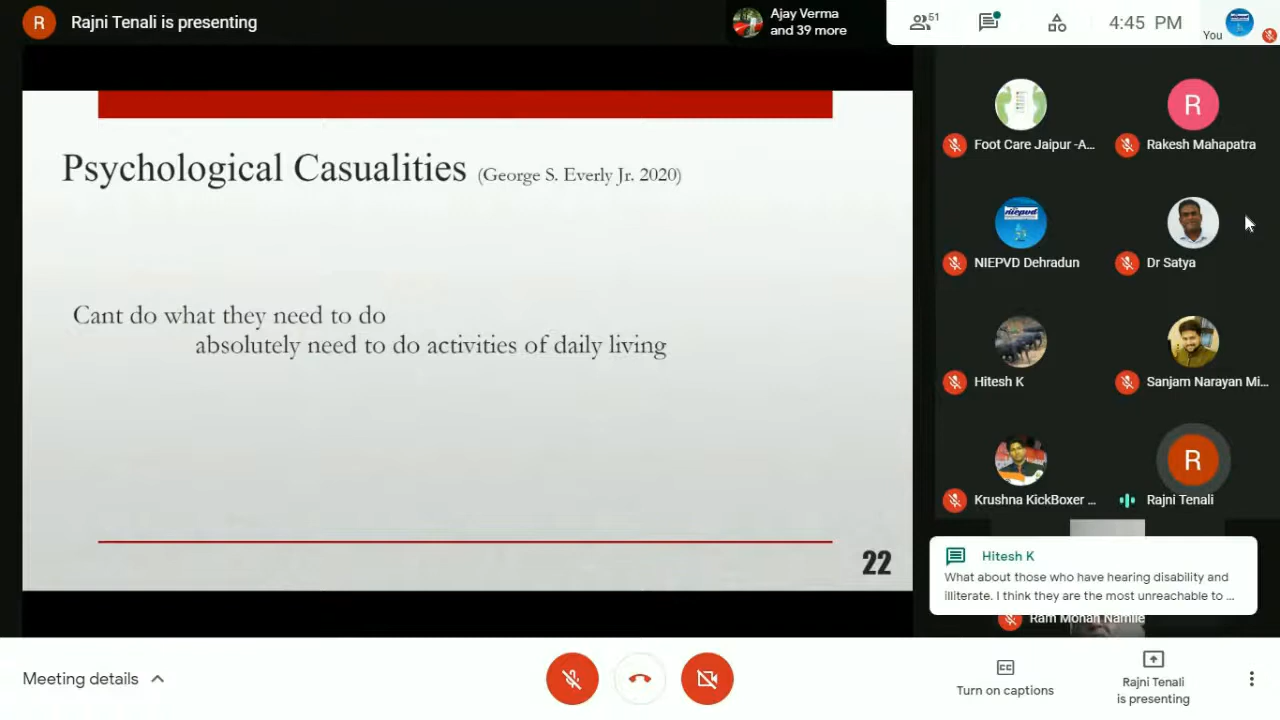 R
Rajni Tenali is presenting
Ajay Verma
and 39 more
51
4:45 PM
You
Psychological Casualities (George S. Everly Jr. 2020)
Cant do what they need to do
absolutely need to do activities of daily living
22
Foot Care Jaipur -A...
R
Rakesh Mahapatra
niepvd
NIEPVD Dehradun
Dr Satya
Hitesh K
Sanjam Narayan Mi...
Krushna KickBoxer ...
R
Rajni Tenali
Hitesh K
What about those who have hearing disability and
illiterate. I think they are the most unreachable to ...
Ram Mohan Namile
Meeting details
CC
Turn on captions
Rajni Tenali
is presenting